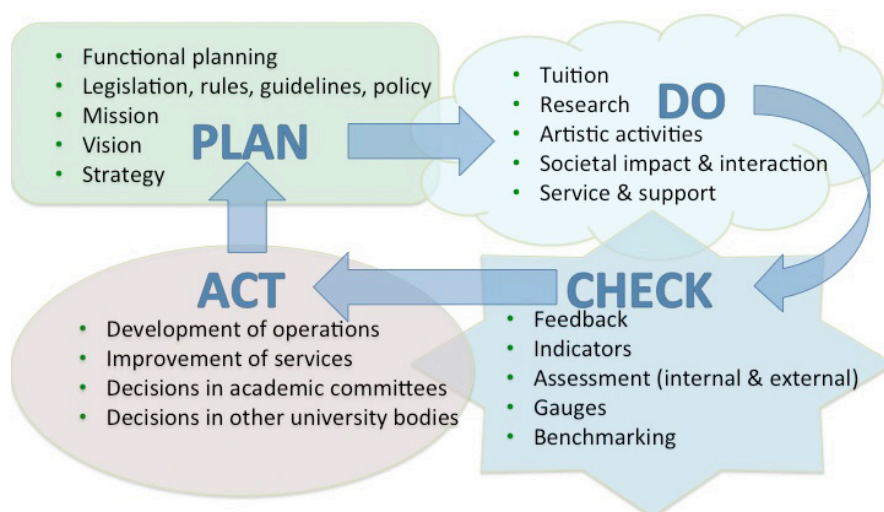 • Functional planning
• Legislation, rules, guidelines, policy
• Mission
• Vision
• Strategy
PLAN
• Tuition
• Research
• Artistic activities
• Societal impact & interaction
• Service & support
DO
CHECK
• Feedback
• Indicators
• Assessment (internal & external)
• Gauges
• Benchmarking
ACT
• Development of operations
• Improvement of services
• Decisions in academic committees
• Decisions in other university bodies